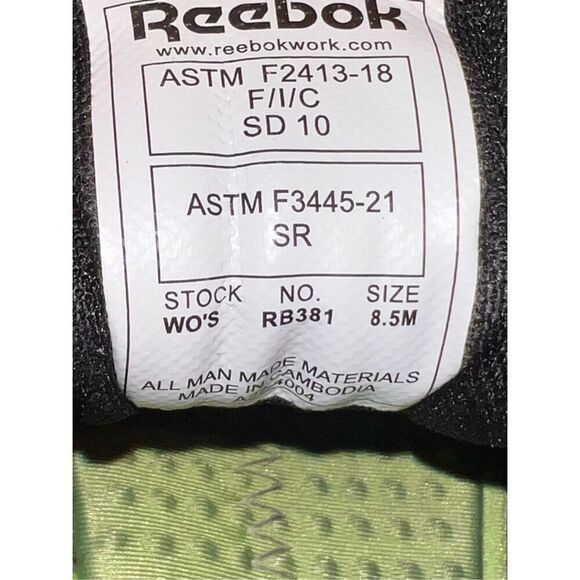 Reebok
www.reebokwork.com
ASTM F2413-18
F/I/C
SD 10
ASTM F3445-21
SR
STOCK NO. SIZE
WO'S RB381 8.5M
ALL MAN MADE MATERIALS
MADE IN CAMBODIA